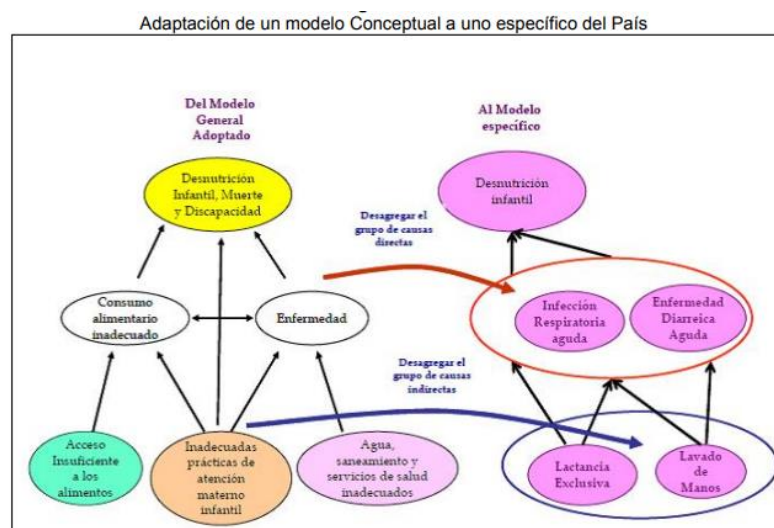 Adaptación de un modelo Conceptual a uno específico del País
Del Modelo
General
Adoptado
Al Modelo
específico
Desnutrición
Infantil, Muerte
y Discapacidad
Desnutrición
infantil
Desagregar el
grupo de causas
directas
Consumo
alimentario
inadecuado
Enfermedad
Infección
Respiratoria
aguda
Enfermedad
Diarreica
Aguda
Desagregar el
grupo de causas
indirectas
Acceso
Insuficiente
a los
alimentos
Inadecuadas
prácticas de
atención
materno
infantil
Agua,
saneamiento y
servicios de salud
inadecuados
Lactancia
Exclusiva
Lavado
de
Manos